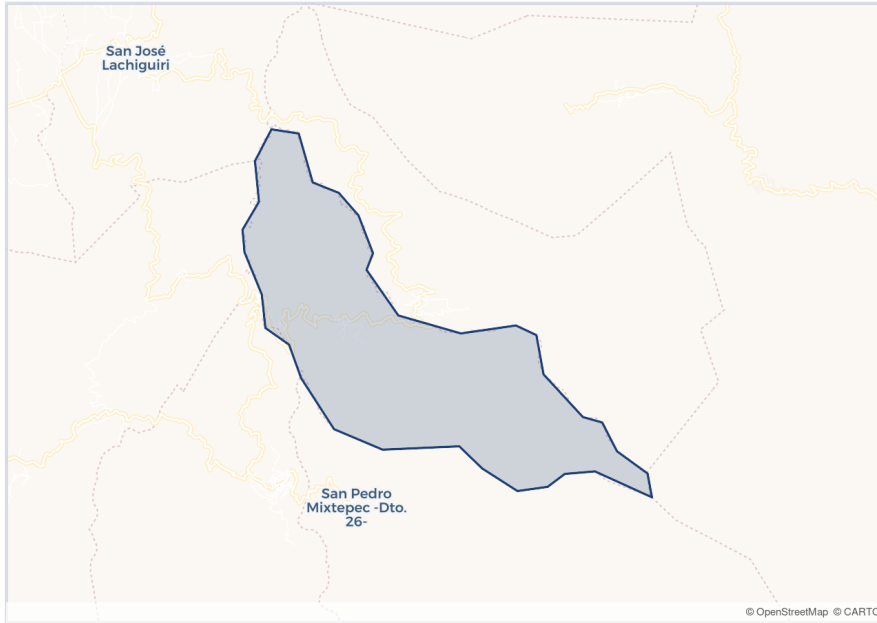 San José
Lachiguiri
San Pedro
Mixtepec -Dto.
26-
© OpenStreetMap © CARTO